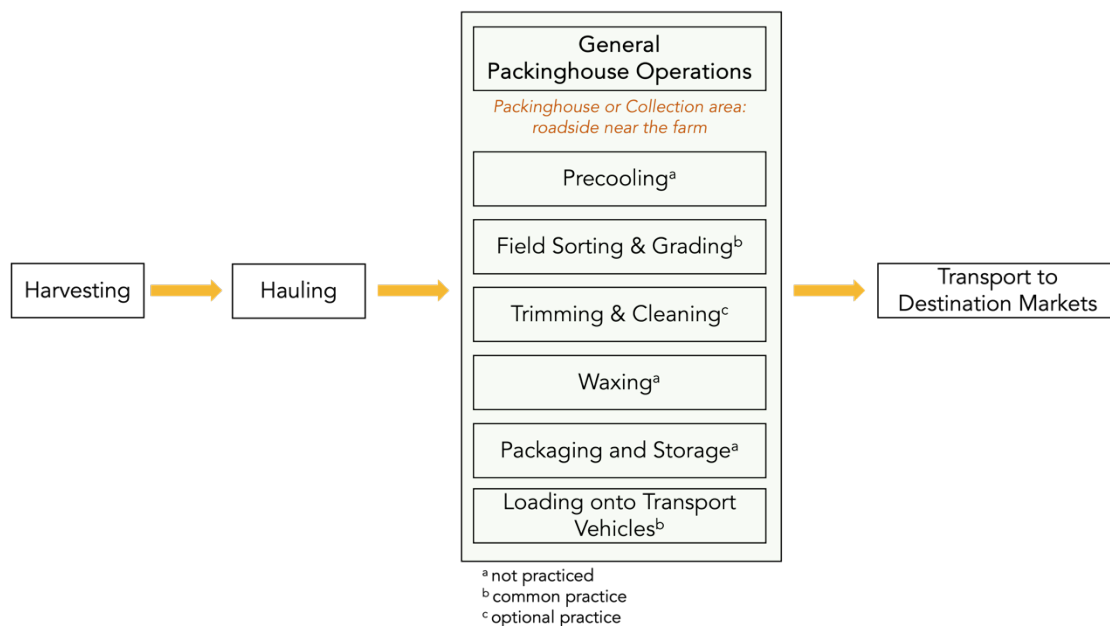 General
Packinghouse Operations
Packinghouse or Collection area:
roadside near the farm
Precoolingᵃ
Field Sorting & Gradingᵇ
Harvesting
Hauling
Trimming & Cleaningᶜ
Transport to
Destination Markets
Waxingᵃ
Packaging and Storageᵃ
Loading onto Transport
Vehiclesᵇ
ᵃ not practiced
ᵇ common practice
ᶜ optional practice